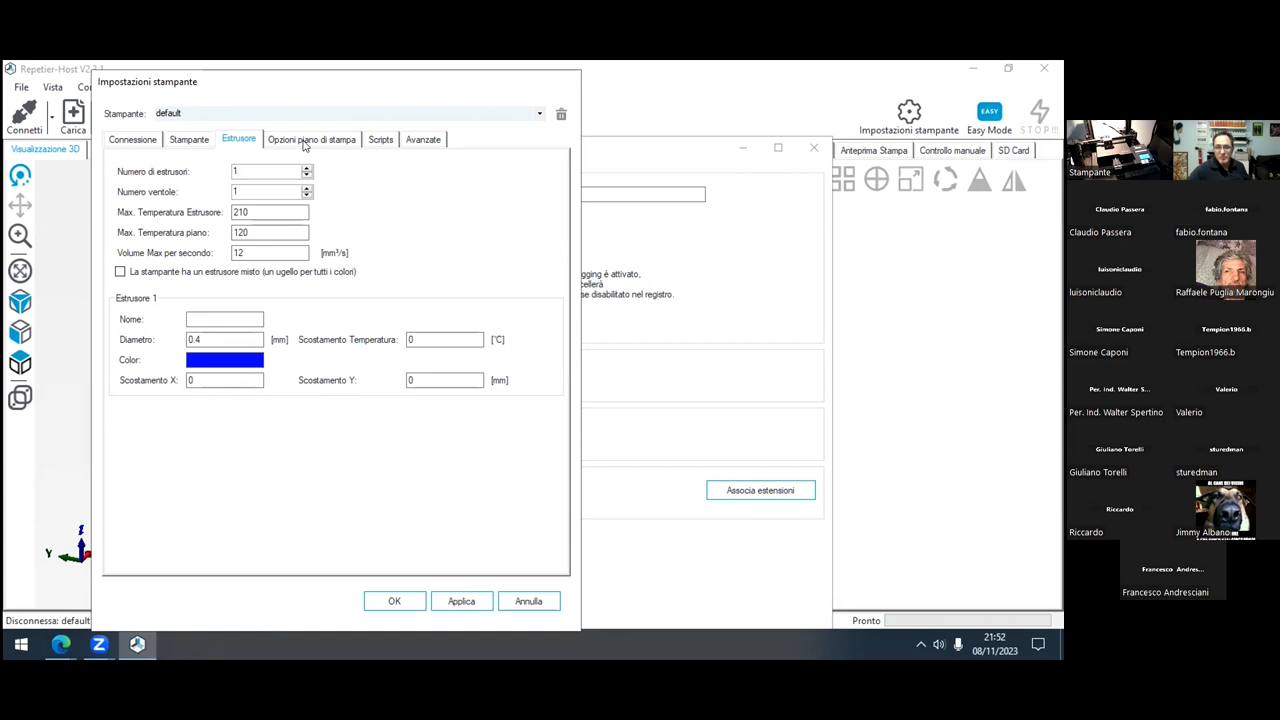 Repetier-Host V2.3.1
Impostazioni stampante
File
Vista
Stampante:
default
Connetti
Carica
Impostazioni stampante
Easy Mode
EASY
STOP!!!
Connessione
Stampante
Estrusore
Opzioni piano di stampa
Scripts
Avanzate
Visualizzazione 3D
Anteprima Stampa
Controllo manuale
SD Card
Numero di estrusori:
1
Numero ventole:
1
Max. Temperatura Estrusore:
210
Max. Temperatura piano:
120
Volume Max per secondo:
12
[mm³/s]
La stampante ha un estrusore misto (un ugello per tutti i colori)
Estrusore 1
Nome:
Diametro:
0.4
[mm]
Scostamento Temperatura:
0
[°C]
Color:
Scostamento X:
0
Scostamento Y:
0
[mm]
gging è attivato,
cellerà
se disabilitato nel registro.
Associa estensioni
Z
Y
OK
Applica
Annulla
Disconnessa: default
Pronto
21:52
08/11/2023
Stampante
Claudio Passera
Claudio Passera
fabio.fontana
fabio.fontana
luisoniclaudio
luisoniclaudio
Raffaele Puglia Marongiu
Simone Caponi
Simone Caponi
Tempion1966.b
Tempion1966.b
Per. Ind. Walter S...
Per. Ind. Walter Spertino
Valerio
Valerio
Giuliano Torelli
Giuliano Torelli
sturedman
sturedman
Riccardo
Riccardo
Jimmy Albano
Francesco Andres...
Francesco Andresciani